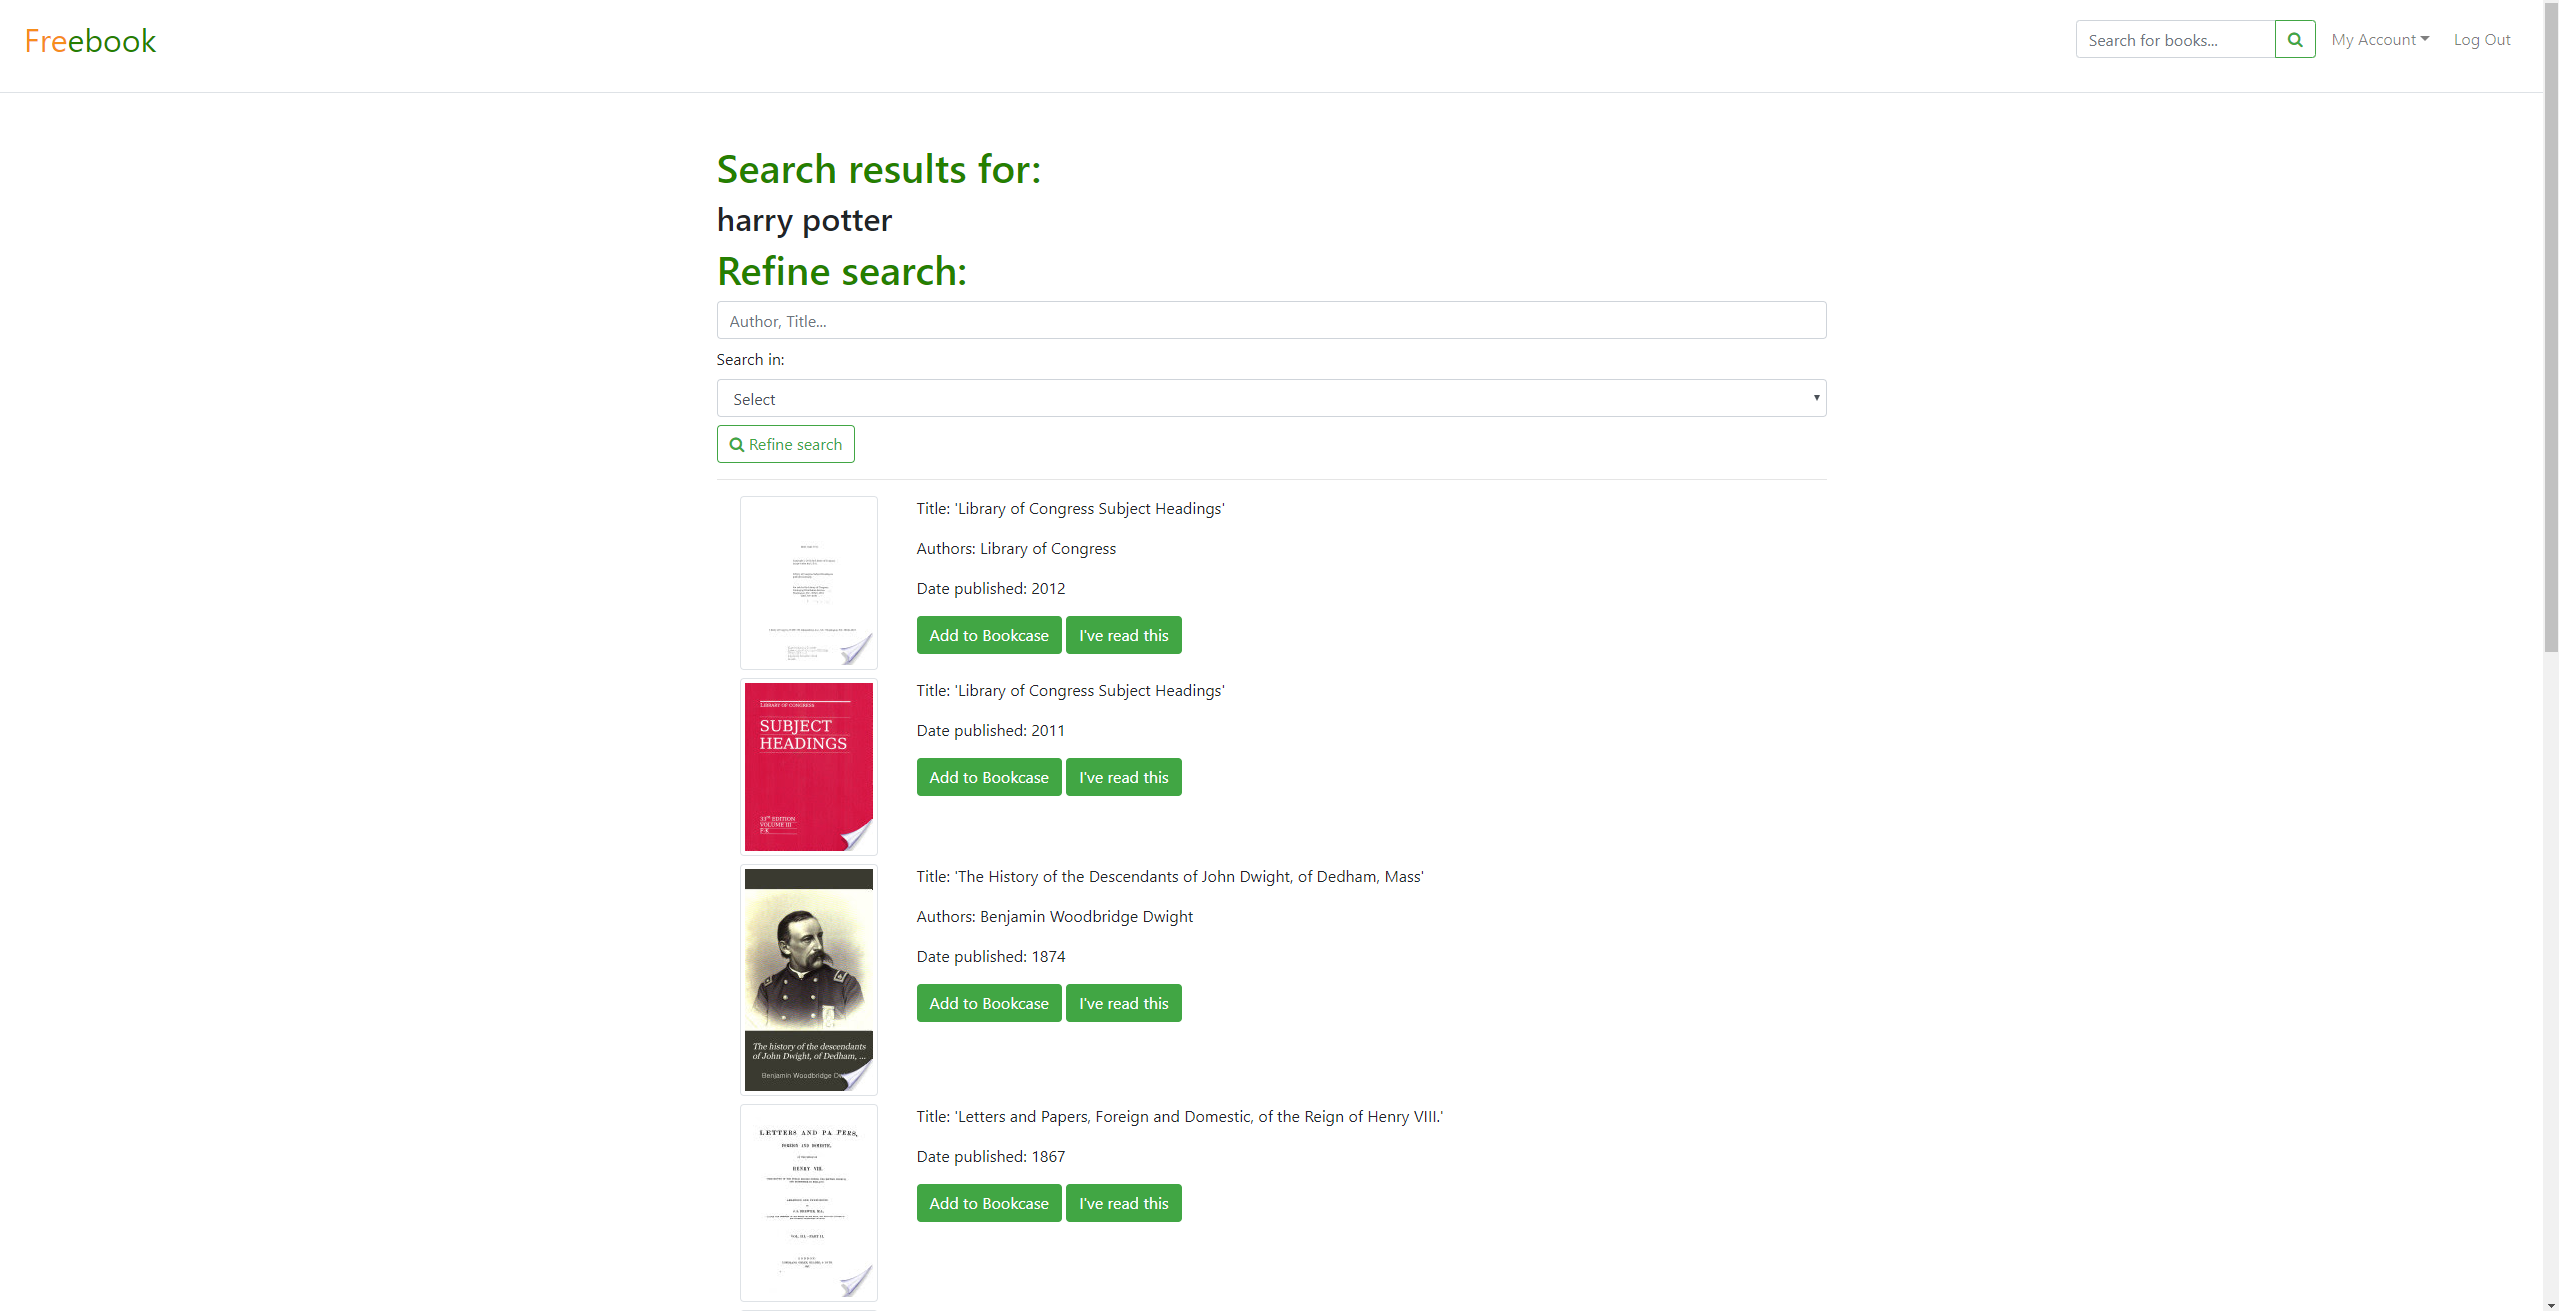 Freebook
Search for books...
My Account
Log Out
Search results for:
harry potter
Refine search:
Author, Title...
Search in:
Select
Refine search
Title: 'Library of Congress Subject Headings'
Authors: Library of Congress
Date published: 2012
Add to Bookcase
I've read this
LIBRARY OF CONGRESS
SUBJECT
HEADINGS
33RD EDITION
VOLUME III
F-K
Title: 'Library of Congress Subject Headings'
Date published: 2011
Add to Bookcase
I've read this
The history of the descendants
of John Dwight, of Dedham, ...
Benjamin Woodbridge
Title: 'The History of the Descendants of John Dwight, of Dedham, Mass'
Authors: Benjamin Woodbridge Dwight
Date published: 1874
Add to Bookcase
I've read this
LETTERS AND PAPERS,
FOREIGN AND DOMESTIC,
HENRY VIII.
Title: 'Letters and Papers, Foreign and Domestic, of the Reign of Henry VIII.'
Date published: 1867
Add to Bookcase
I've read this